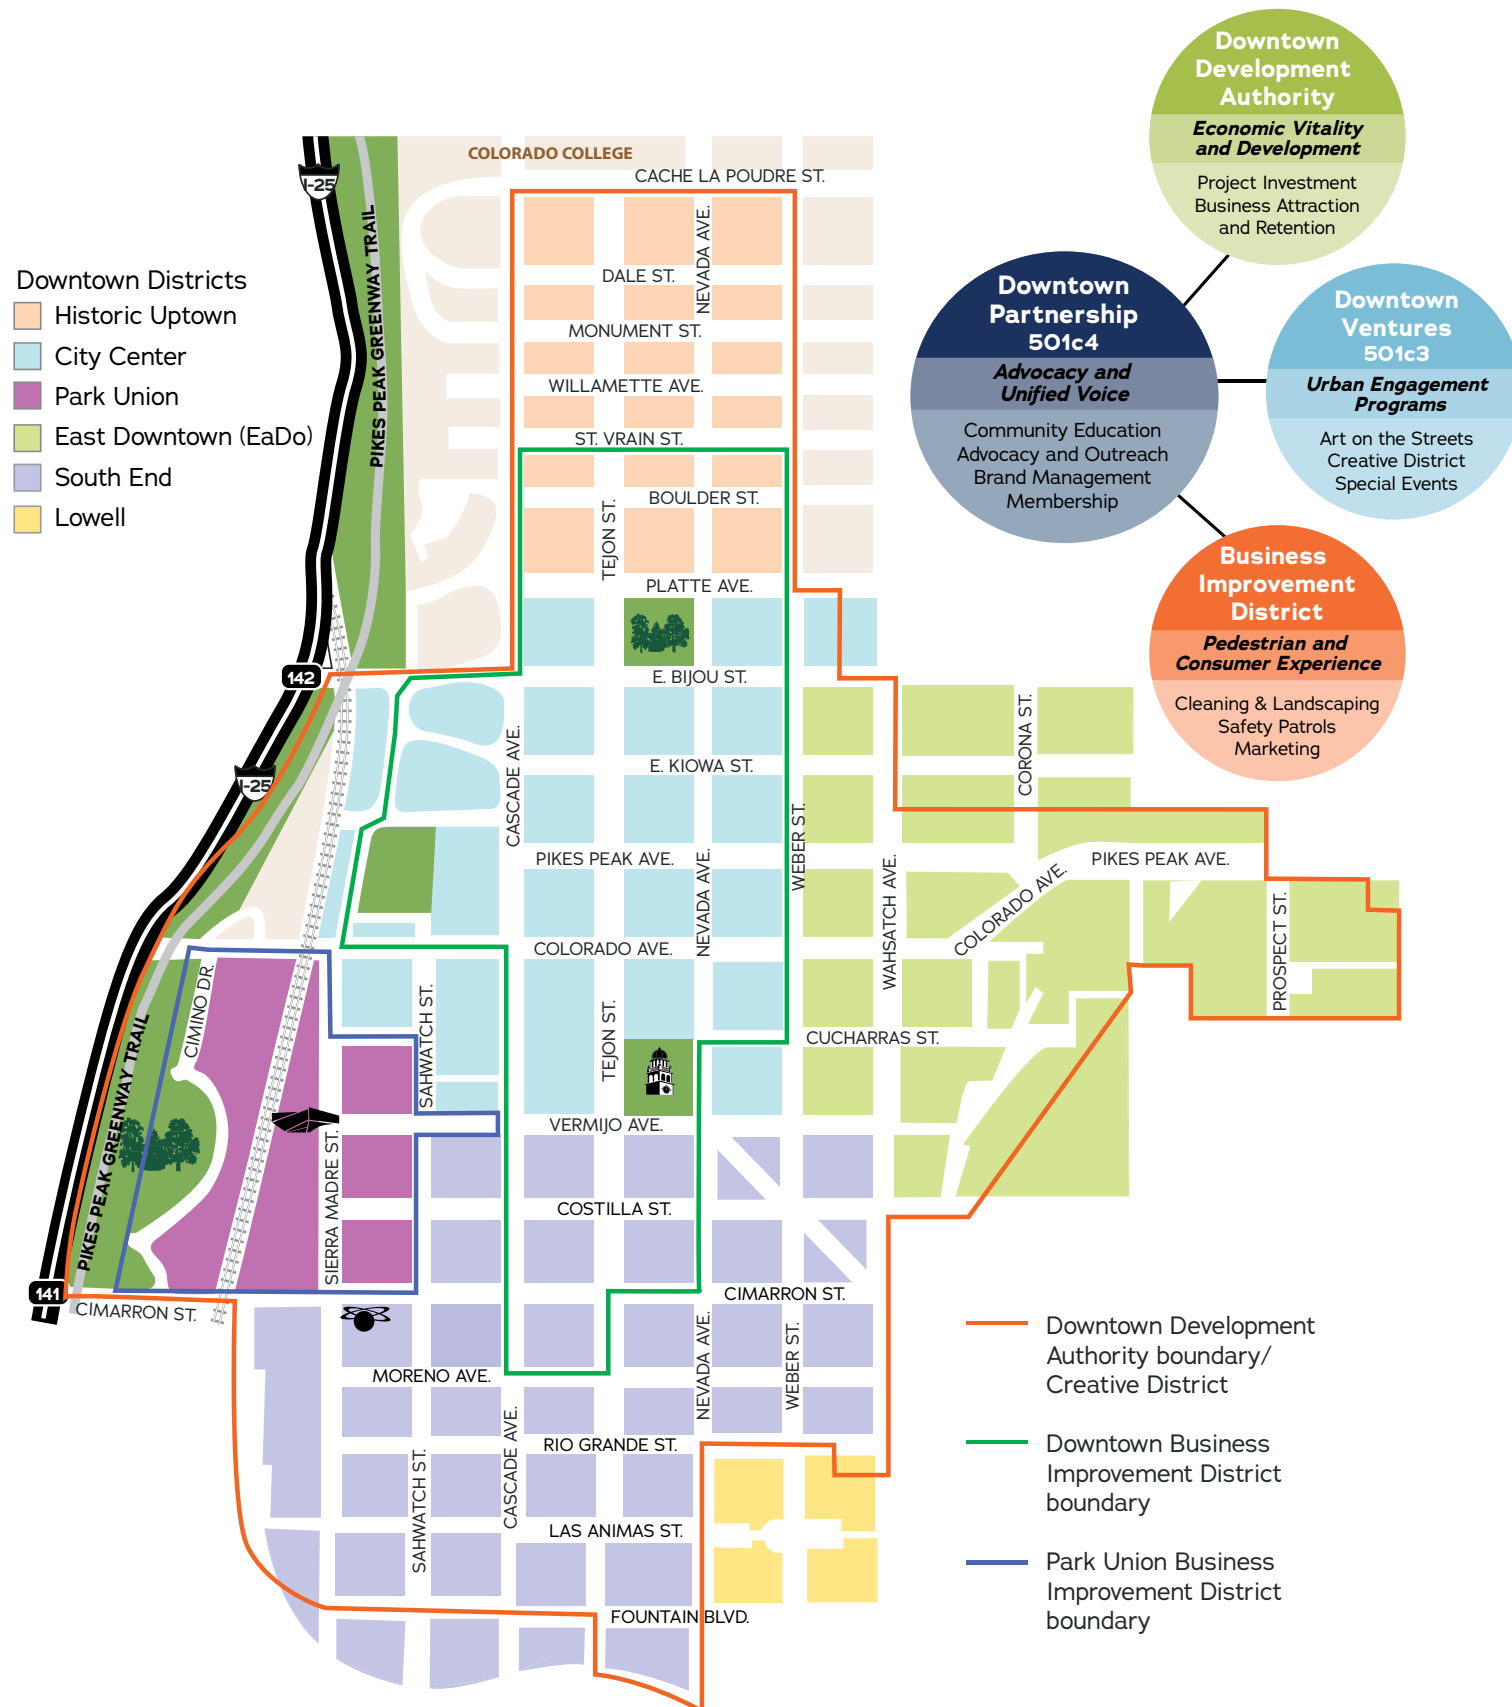 Downtown
Development
Authority
Economic Vitality
and Development
Project Investment
Business Attraction
and Retention
Downtown
Partnership
501c4
Advocacy and
Unified Voice
Community Education
Advocacy and Outreach
Brand Management
Membership
Downtown
Ventures
501c3
Urban Engagement
Programs
Art on the Streets
Creative District
Special Events
Business
Improvement
District
Pedestrian and
Consumer Experience
Cleaning & Landscaping
Safety Patrols
Marketing
Downtown Districts
Historic Uptown
City Center
Park Union
East Downtown (EaDo)
South End
Lowell
COLORADO COLLEGE
CACHE LA POUDRE ST.
I-25
PIKES PEAK GREENWAY TRAIL
NEVADA AVE.
DALE ST.
MONUMENT ST.
WILLAMETTE AVE.
ST. VRAIN ST.
BOULDER ST.
TEJON ST.
PLATTE AVE.
142
E. BIJOU ST.
CORONA ST.
CASCADE AVE.
E. KIOWA ST.
I-25
WEBER ST.
PIKES PEAK AVE.
PIKES PEAK AVE.
NEVADA AVE.
WAHSATCH AVE.
COLORADO AVE.
COLORADO AVE.
PROSPECT ST.
CIMINO DR.
SAHWATCH ST.
TEJON ST.
CUCHARRAS ST.
PIKES PEAK GREENWAY TRAIL
VERMIJO AVE.
SIERRA MADRE ST.
COSTILLA ST.
141
CIMARRON ST.
CIMARRON ST.
NEVADA AVE.
WEBER ST.
MORENO AVE.
CASCADE AVE.
RIO GRANDE ST.
SAHWATCH ST.
LAS ANIMAS ST.
FOUNTAIN BLVD.
Downtown Development
Authority boundary/
Creative District
Downtown Business
Improvement District
boundary
Park Union Business
Improvement District
boundary